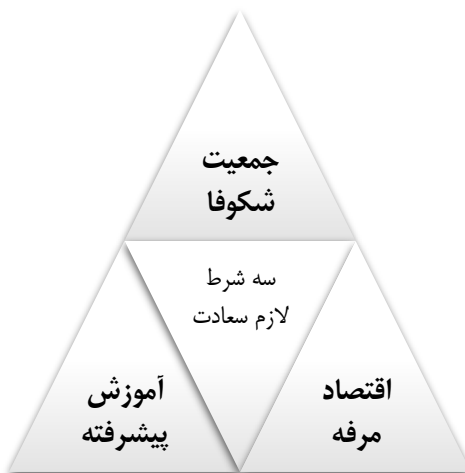 جمعیت
شکوفا
سه شرط
لازم سعادت
اقتصاد
مرفه
آموزش
پیشرفته